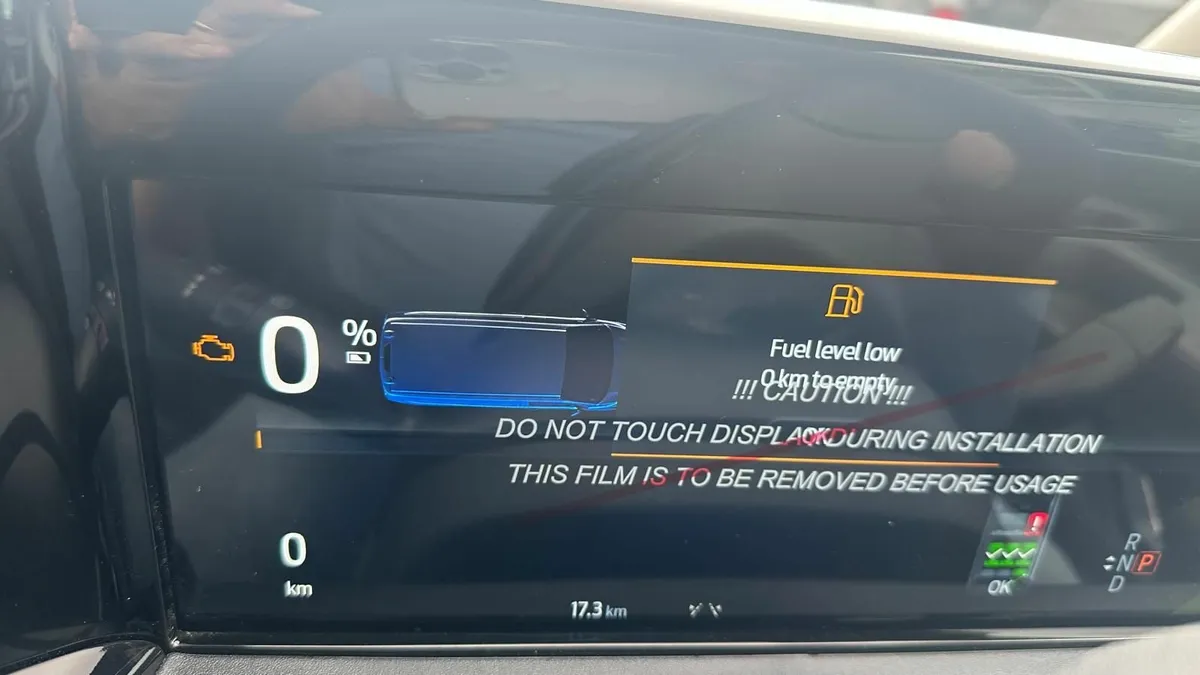 0 %
Fuel level low
0 km to empty
!!! CAUTION !!!
OK
DO NOT TOUCH DISPLAY DURING INSTALLATION
THIS FILM IS TO BE REMOVED BEFORE USAGE
0
km
OK
R
N P
D
17.3 km